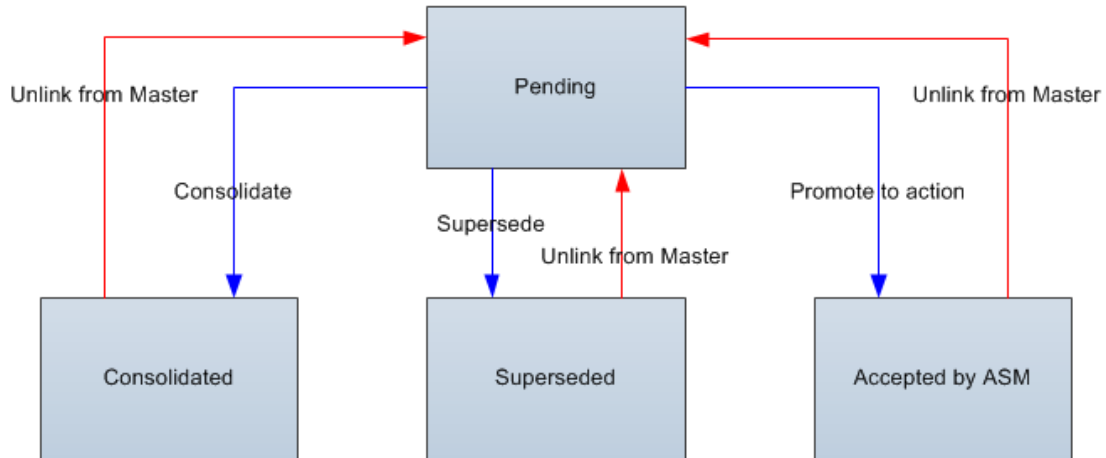 Pending
Unlink from Master
Unlink from Master
Consolidate
Promote to action
Supersede
Unlink from Master
Consolidated
Superseded
Accepted by ASM